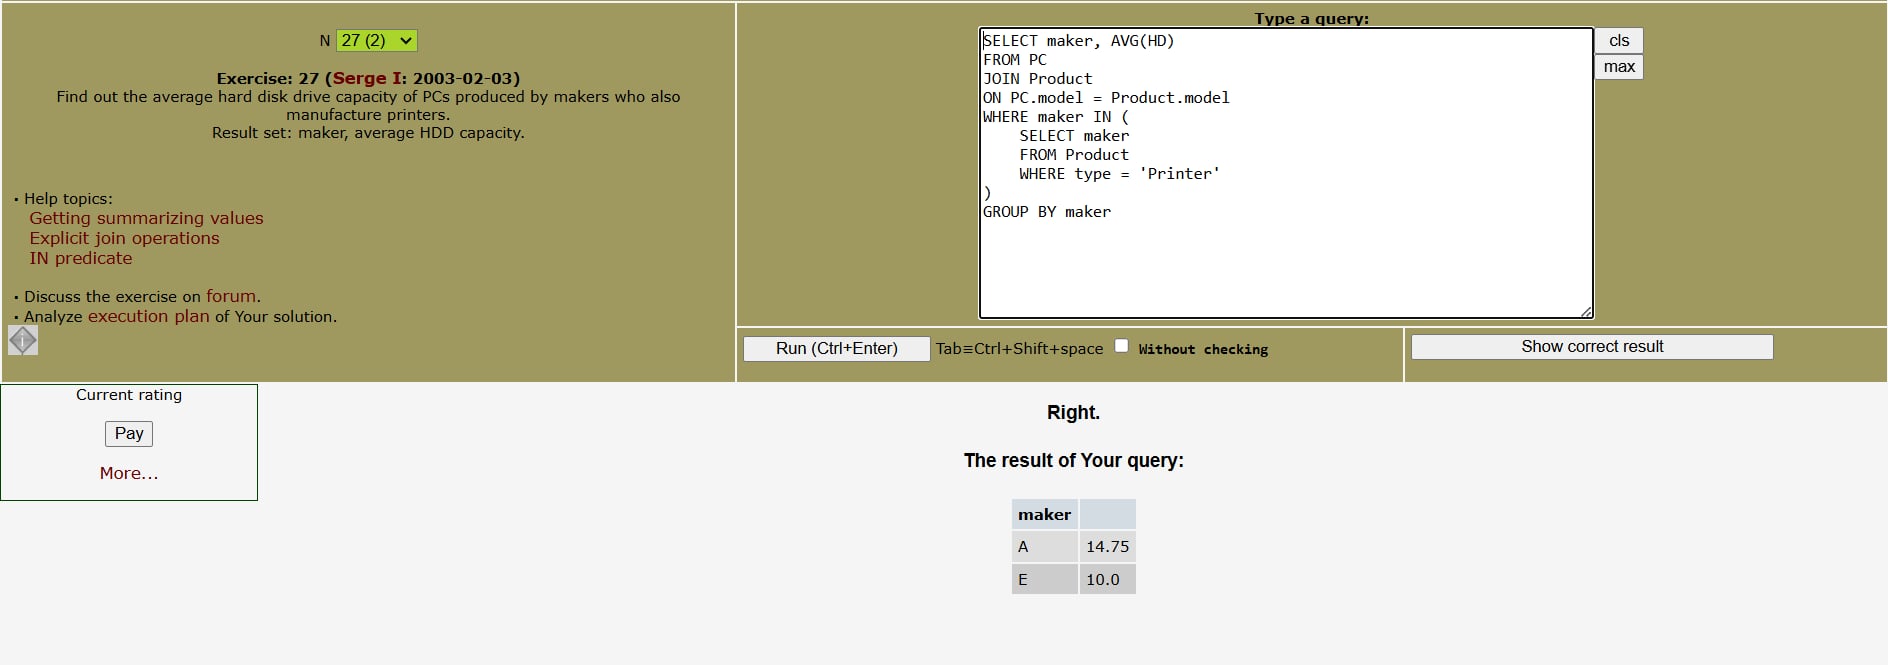 N 27 (2)
Exercise: 27 (Serge I: 2003-02-03)
Find out the average hard disk drive capacity of PCs produced by makers who also
manufacture printers.
Result set: maker, average HDD capacity.
· Help topics:
Getting summarizing values
Explicit join operations
IN predicate
· Discuss the exercise on forum.
· Analyze execution plan of Your solution.
i
Type a query:
SELECT maker, AVG(HD)
FROM PC
JOIN Product
ON PC.model = Product.model
WHERE maker IN (
    SELECT maker
    FROM Product
    WHERE type = 'Printer'
)
GROUP BY maker
cls
max
Run (Ctrl+Enter) Tab≡Ctrl+Shift+space Without checking
Show correct result
Current rating
Pay
More...
Right.
The result of Your query:
maker
A 14.75
E 10.0